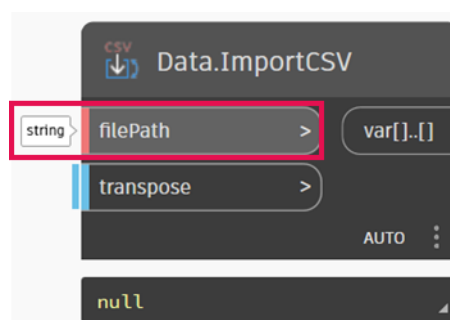 CSV
Data.ImportCSV
string
filePath >
var[]..[]
transpose >
AUTO
null